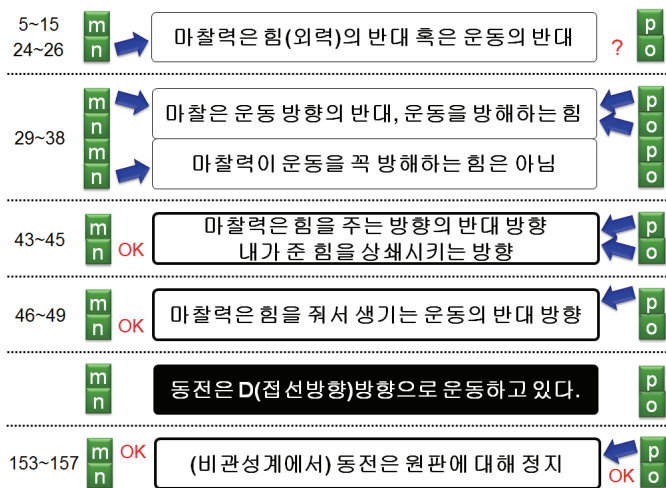 5~15
24~26
m
n
마찰력은 힘(외력)의 반대 혹은 운동의 반대
?
p
o
29~38
m
n
m
n
마찰은 운동 방향의 반대, 운동을 방해하는 힘
마찰력이 운동을 꼭 방해하는 힘은 아님
p
o
p
o
43~45
m
n
OK
마찰력은 힘을 주는 방향의 반대 방향
내가 준 힘을 상쇄시키는 방향
p
o
46~49
m
n
OK
마찰력은 힘을 줘서 생기는 운동의 반대 방향
p
o
m
n
동전은 D(접선방향)방향으로 운동하고 있다.
p
o
153~157
m
n
OK
(비관성계에서) 동전은 원판에 대해 정지
OK
p
o